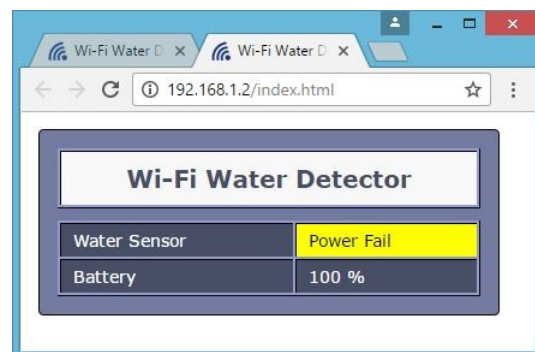 Wi-Fi Water D Wi-Fi Water D
192.168.1.2/index.html
Wi-Fi Water Detector
Water Sensor Power Fail
Battery 100 %